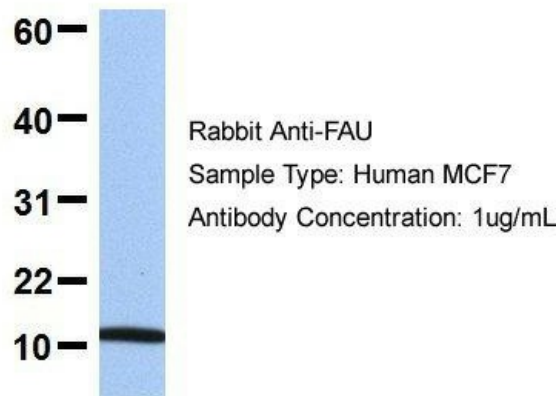 60
40
Rabbit Anti-FAU
Sample Type: Human MCF7
31
Antibody Concentration: 1ug/mL
22
10